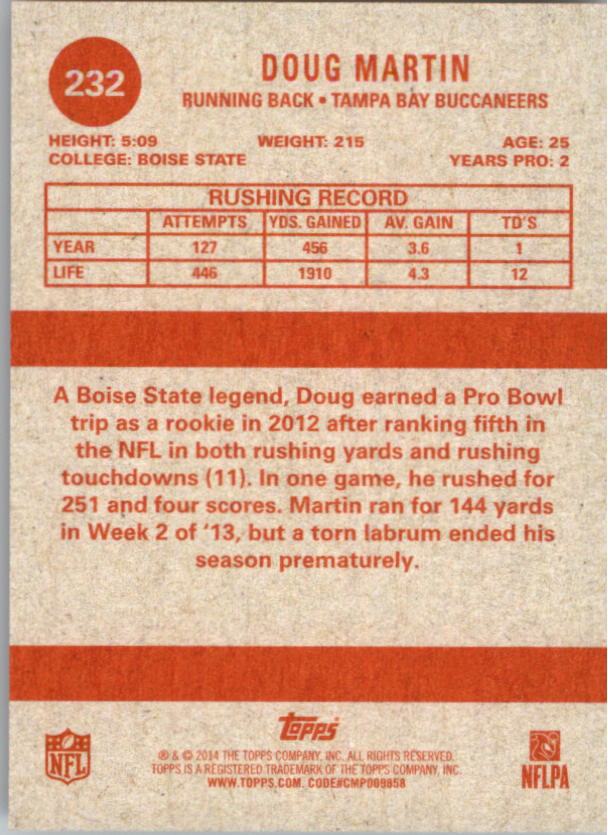 232
DOUG MARTIN
RUNNING BACK • TAMPA BAY BUCCANEERS
HEIGHT: 5:09 WEIGHT: 215 AGE: 25
COLLEGE: BOISE STATE YEARS PRO: 2
RUSHING RECORD
ATTEMPTS YDS. GAINED AV. GAIN TD'S
YEAR 127 456 3.6 1
LIFE 446 1910 4.3 12
A Boise State legend, Doug earned a Pro Bowl
trip as a rookie in 2012 after ranking fifth in
the NFL in both rushing yards and rushing
touchdowns (11). In one game, he rushed for
251 and four scores. Martin ran for 144 yards
in Week 2 of '13, but a torn labrum ended his
season prematurely.
topps
® & © 2014 THE TOPPS COMPANY, INC. ALL RIGHTS RESERVED.
TOPPS IS A REGISTERED TRADEMARK OF THE TOPPS COMPANY, INC.
WWW.TOPPS.COM. CODE#CMP009858
NFL
NFLPA